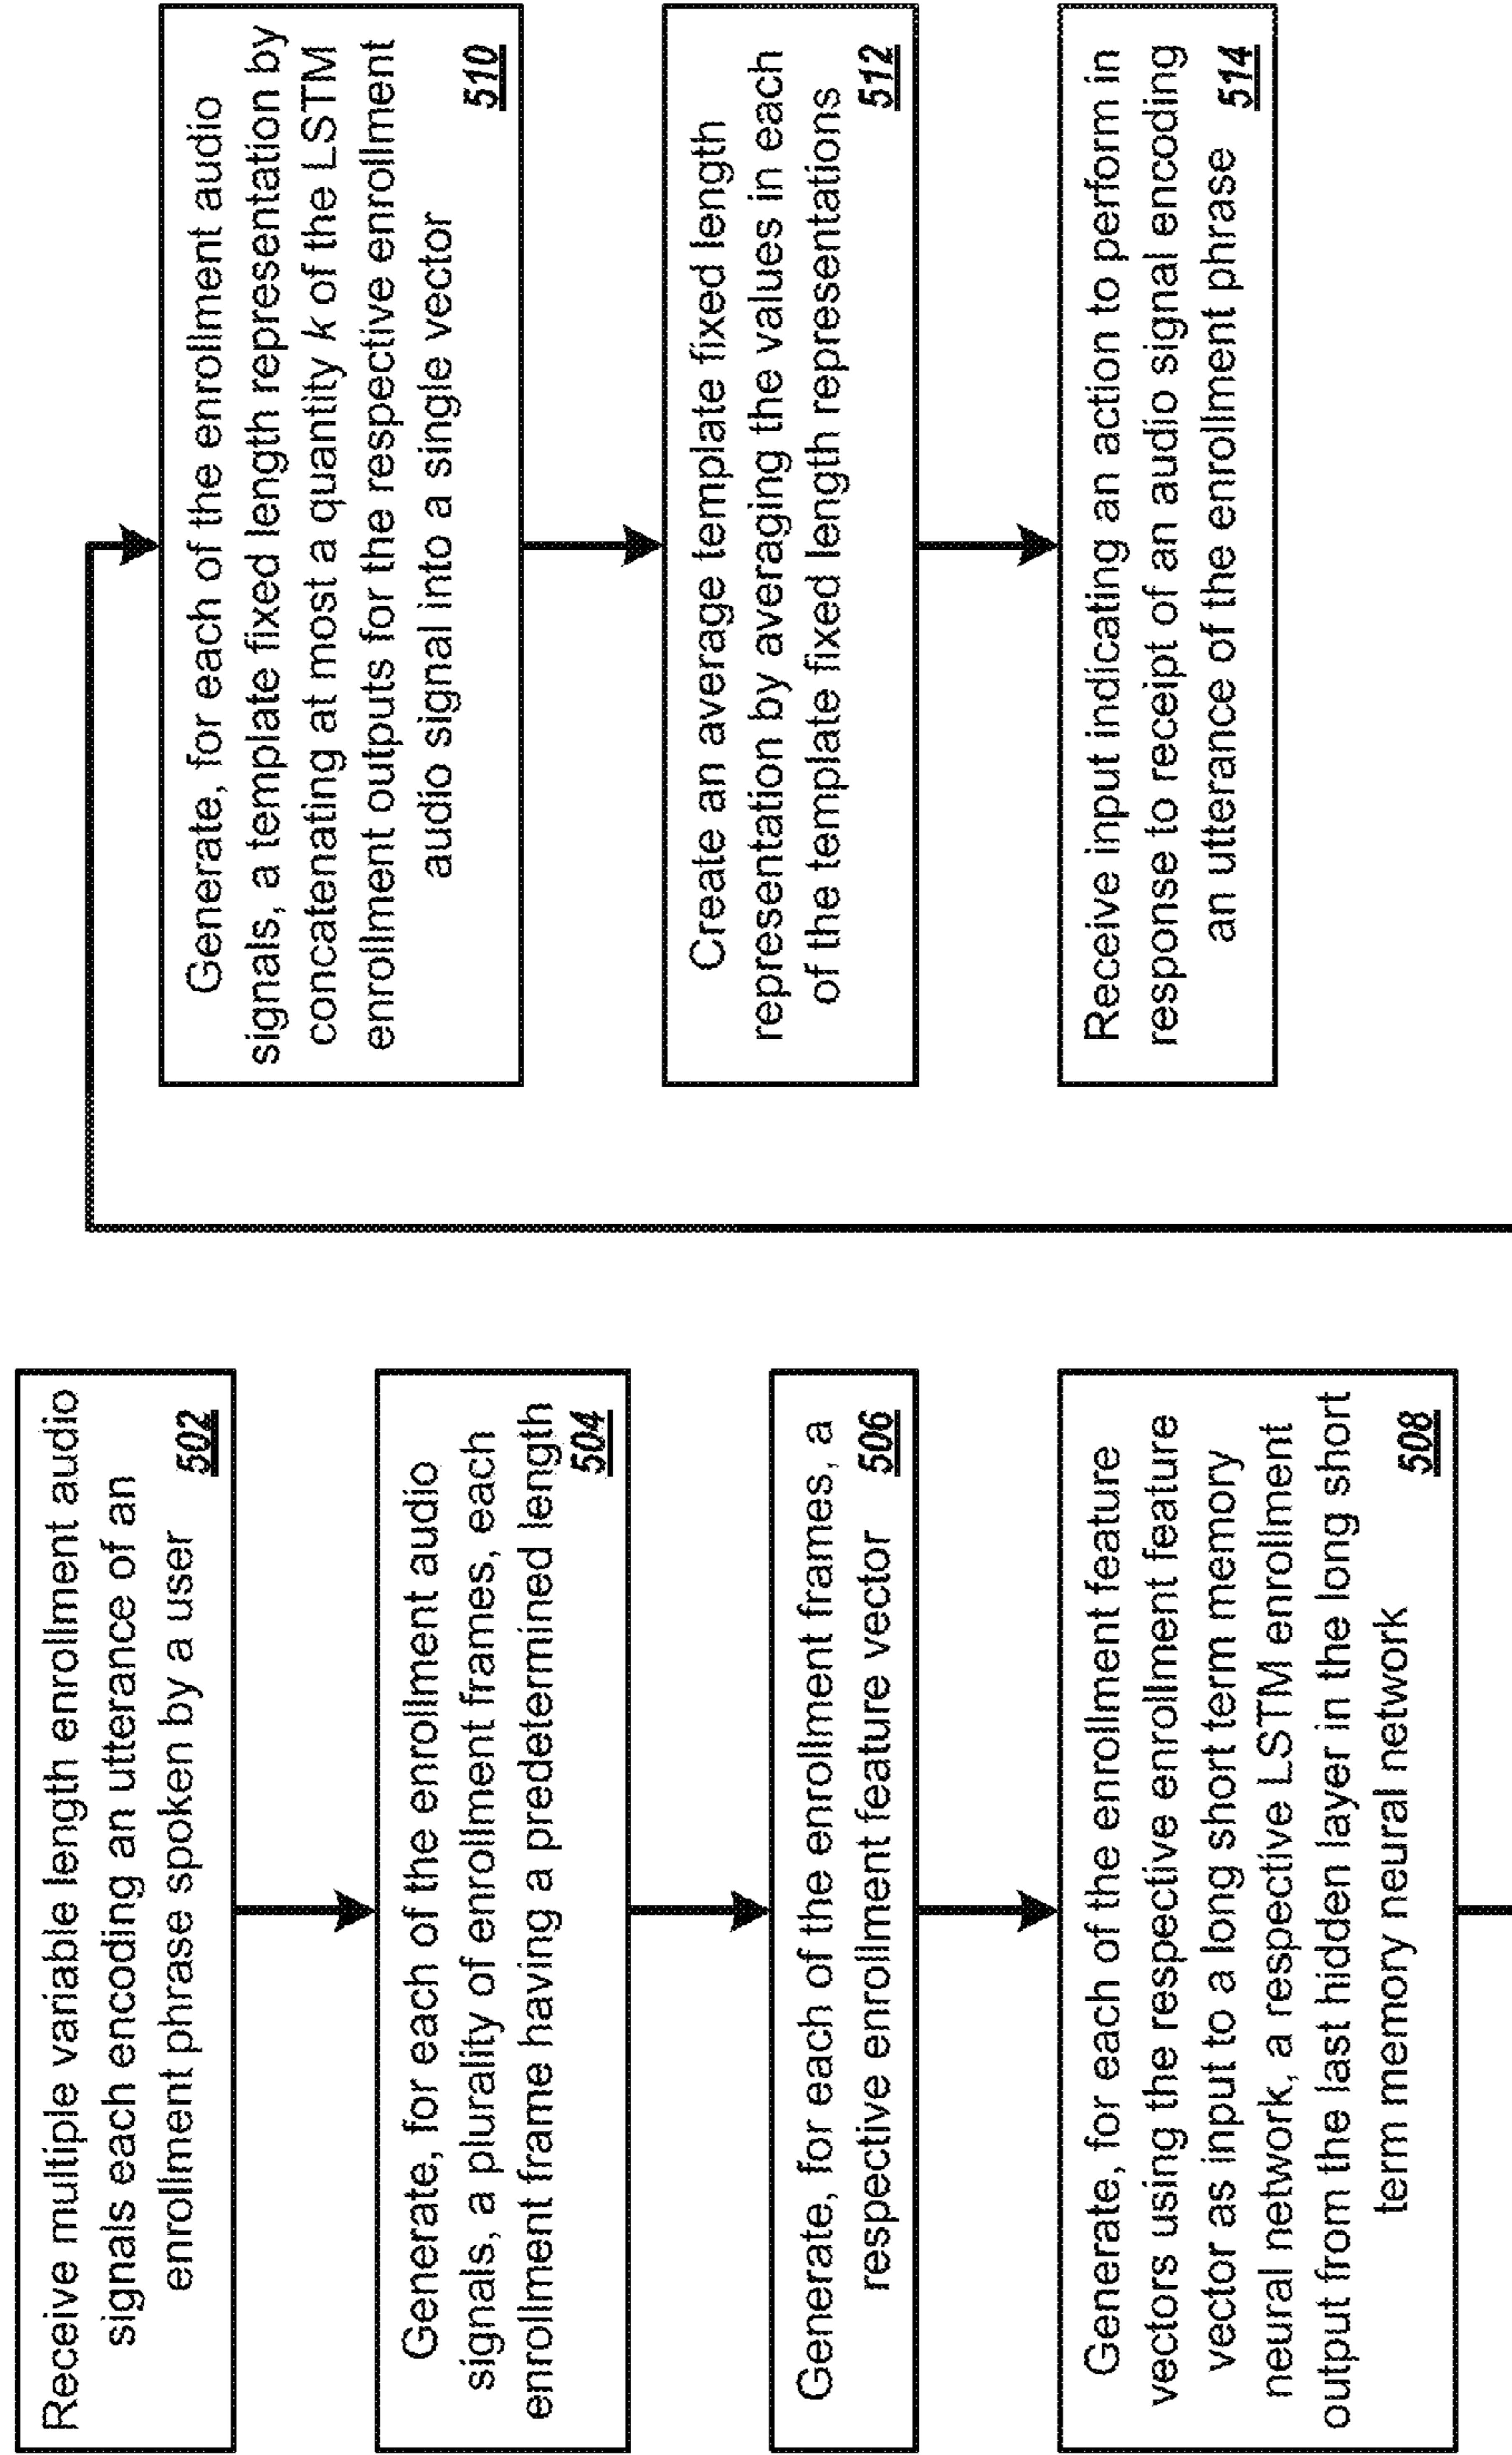 Receive multiple variable length enrollment audio
signals each encoding an utterance of an
enrollment phrase spoken by a user
502
Generate, for each of the enrollment audio
signals, a plurality of enrollment frames, each
enrollment frame having a predetermined length
504
Generate, for each of the enrollment frames, a
respective enrollment feature vector
506
Generate, for each of the enrollment feature
vectors using the respective enrollment feature
vector as input to a long short term memory
neural network, a respective LSTM enrollment
output from the last hidden layer in the long short
term memory neural network
508
Generate, for each of the enrollment audio
signals, a template fixed length representation by
concatenating at most a quantity k of the LSTM
enrollment outputs for the respective enrollment
audio signal into a single vector
510
Create an average template fixed length
representation by averaging the values in each
of the template fixed length representations
512
Receive input indicating an action to perform in
response to receipt of an audio signal encoding
an utterance of the enrollment phrase
514